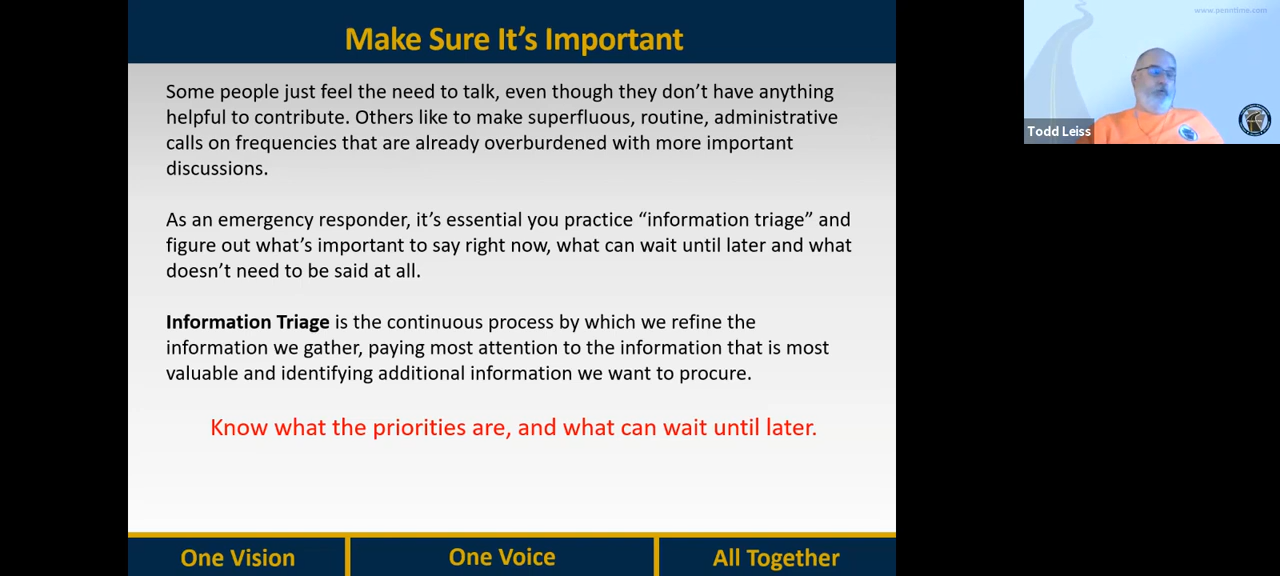 Make Sure It's Important
www.penntime.com
Some people just feel the need to talk, even though they don't have anything
helpful to contribute. Others like to make superfluous, routine, administrative
calls on frequencies that are already overburdened with more important
discussions.
Todd Leiss
As an emergency responder, it's essential you practice “information triage” and
figure out what's important to say right now, what can wait until later and what
doesn't need to be said at all.
Information Triage is the continuous process by which we refine the
information we gather, paying most attention to the information that is most
valuable and identifying additional information we want to procure.
Know what the priorities are, and what can wait until later.
One Vision
One Voice
All Together